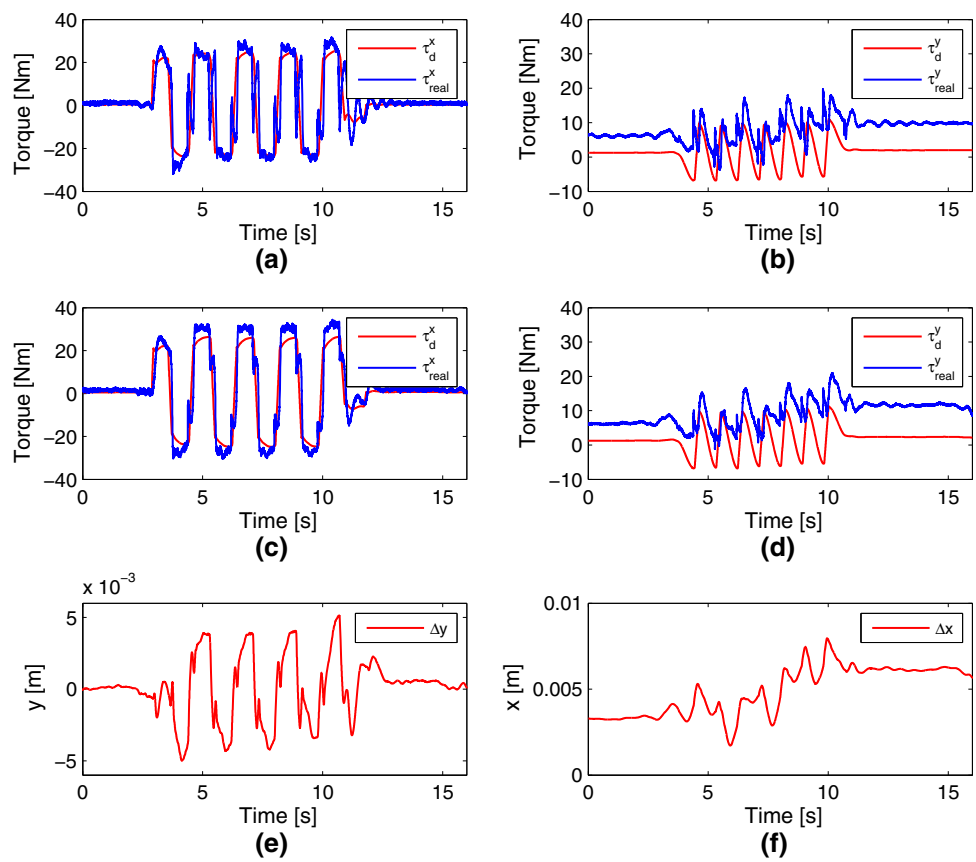 40
20
0
−20
−40
Torque [Nm]
τ_d^x
τ_real^x
0 5 10 15
Time [s]
(a)
40
30
20
10
0
−10
Torque [Nm]
τ_d^y
τ_real^y
0 5 10 15
Time [s]
(b)
40
20
0
−20
−40
Torque [Nm]
τ_d^x
τ_real^x
0 5 10 15
Time [s]
(c)
40
30
20
10
0
−10
Torque [Nm]
τ_d^y
τ_real^y
0 5 10 15
Time [s]
(d)
x 10^−3
5
0
−5
y [m]
Δy
0 5 10 15
Time [s]
(e)
0.01
0.005
0
x [m]
Δx
0 5 10 15
Time [s]
(f)